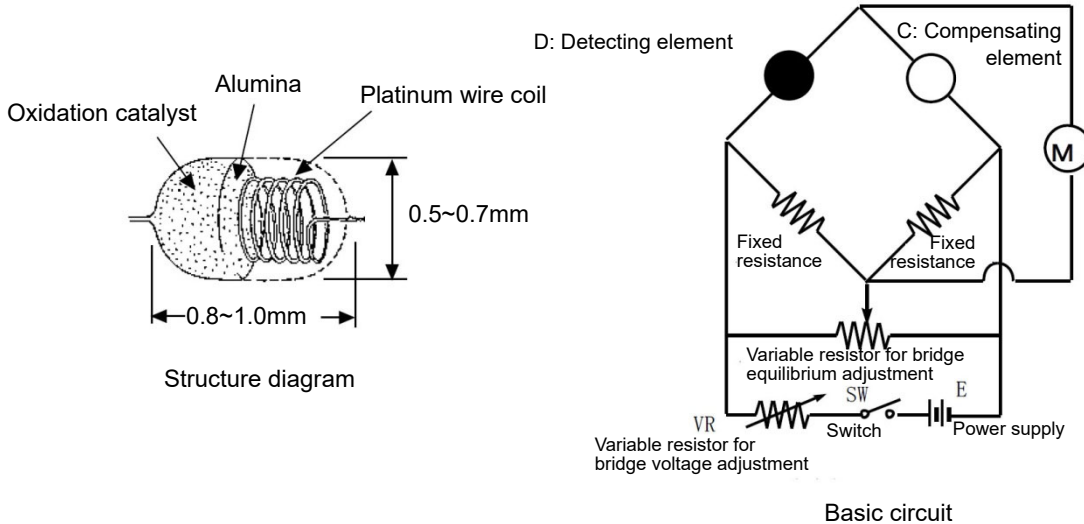 D: Detecting element
C: Compensating
element
Alumina
Platinum wire coil
Oxidation catalyst
M
0.5~0.7mm
Fixed
resistance
Fixed
resistance
0.8~1.0mm
Structure diagram
Variable resistor for bridge
equilibrium adjustment
SW
E
VR
Switch
Power supply
Variable resistor for
bridge voltage adjustment
Basic circuit